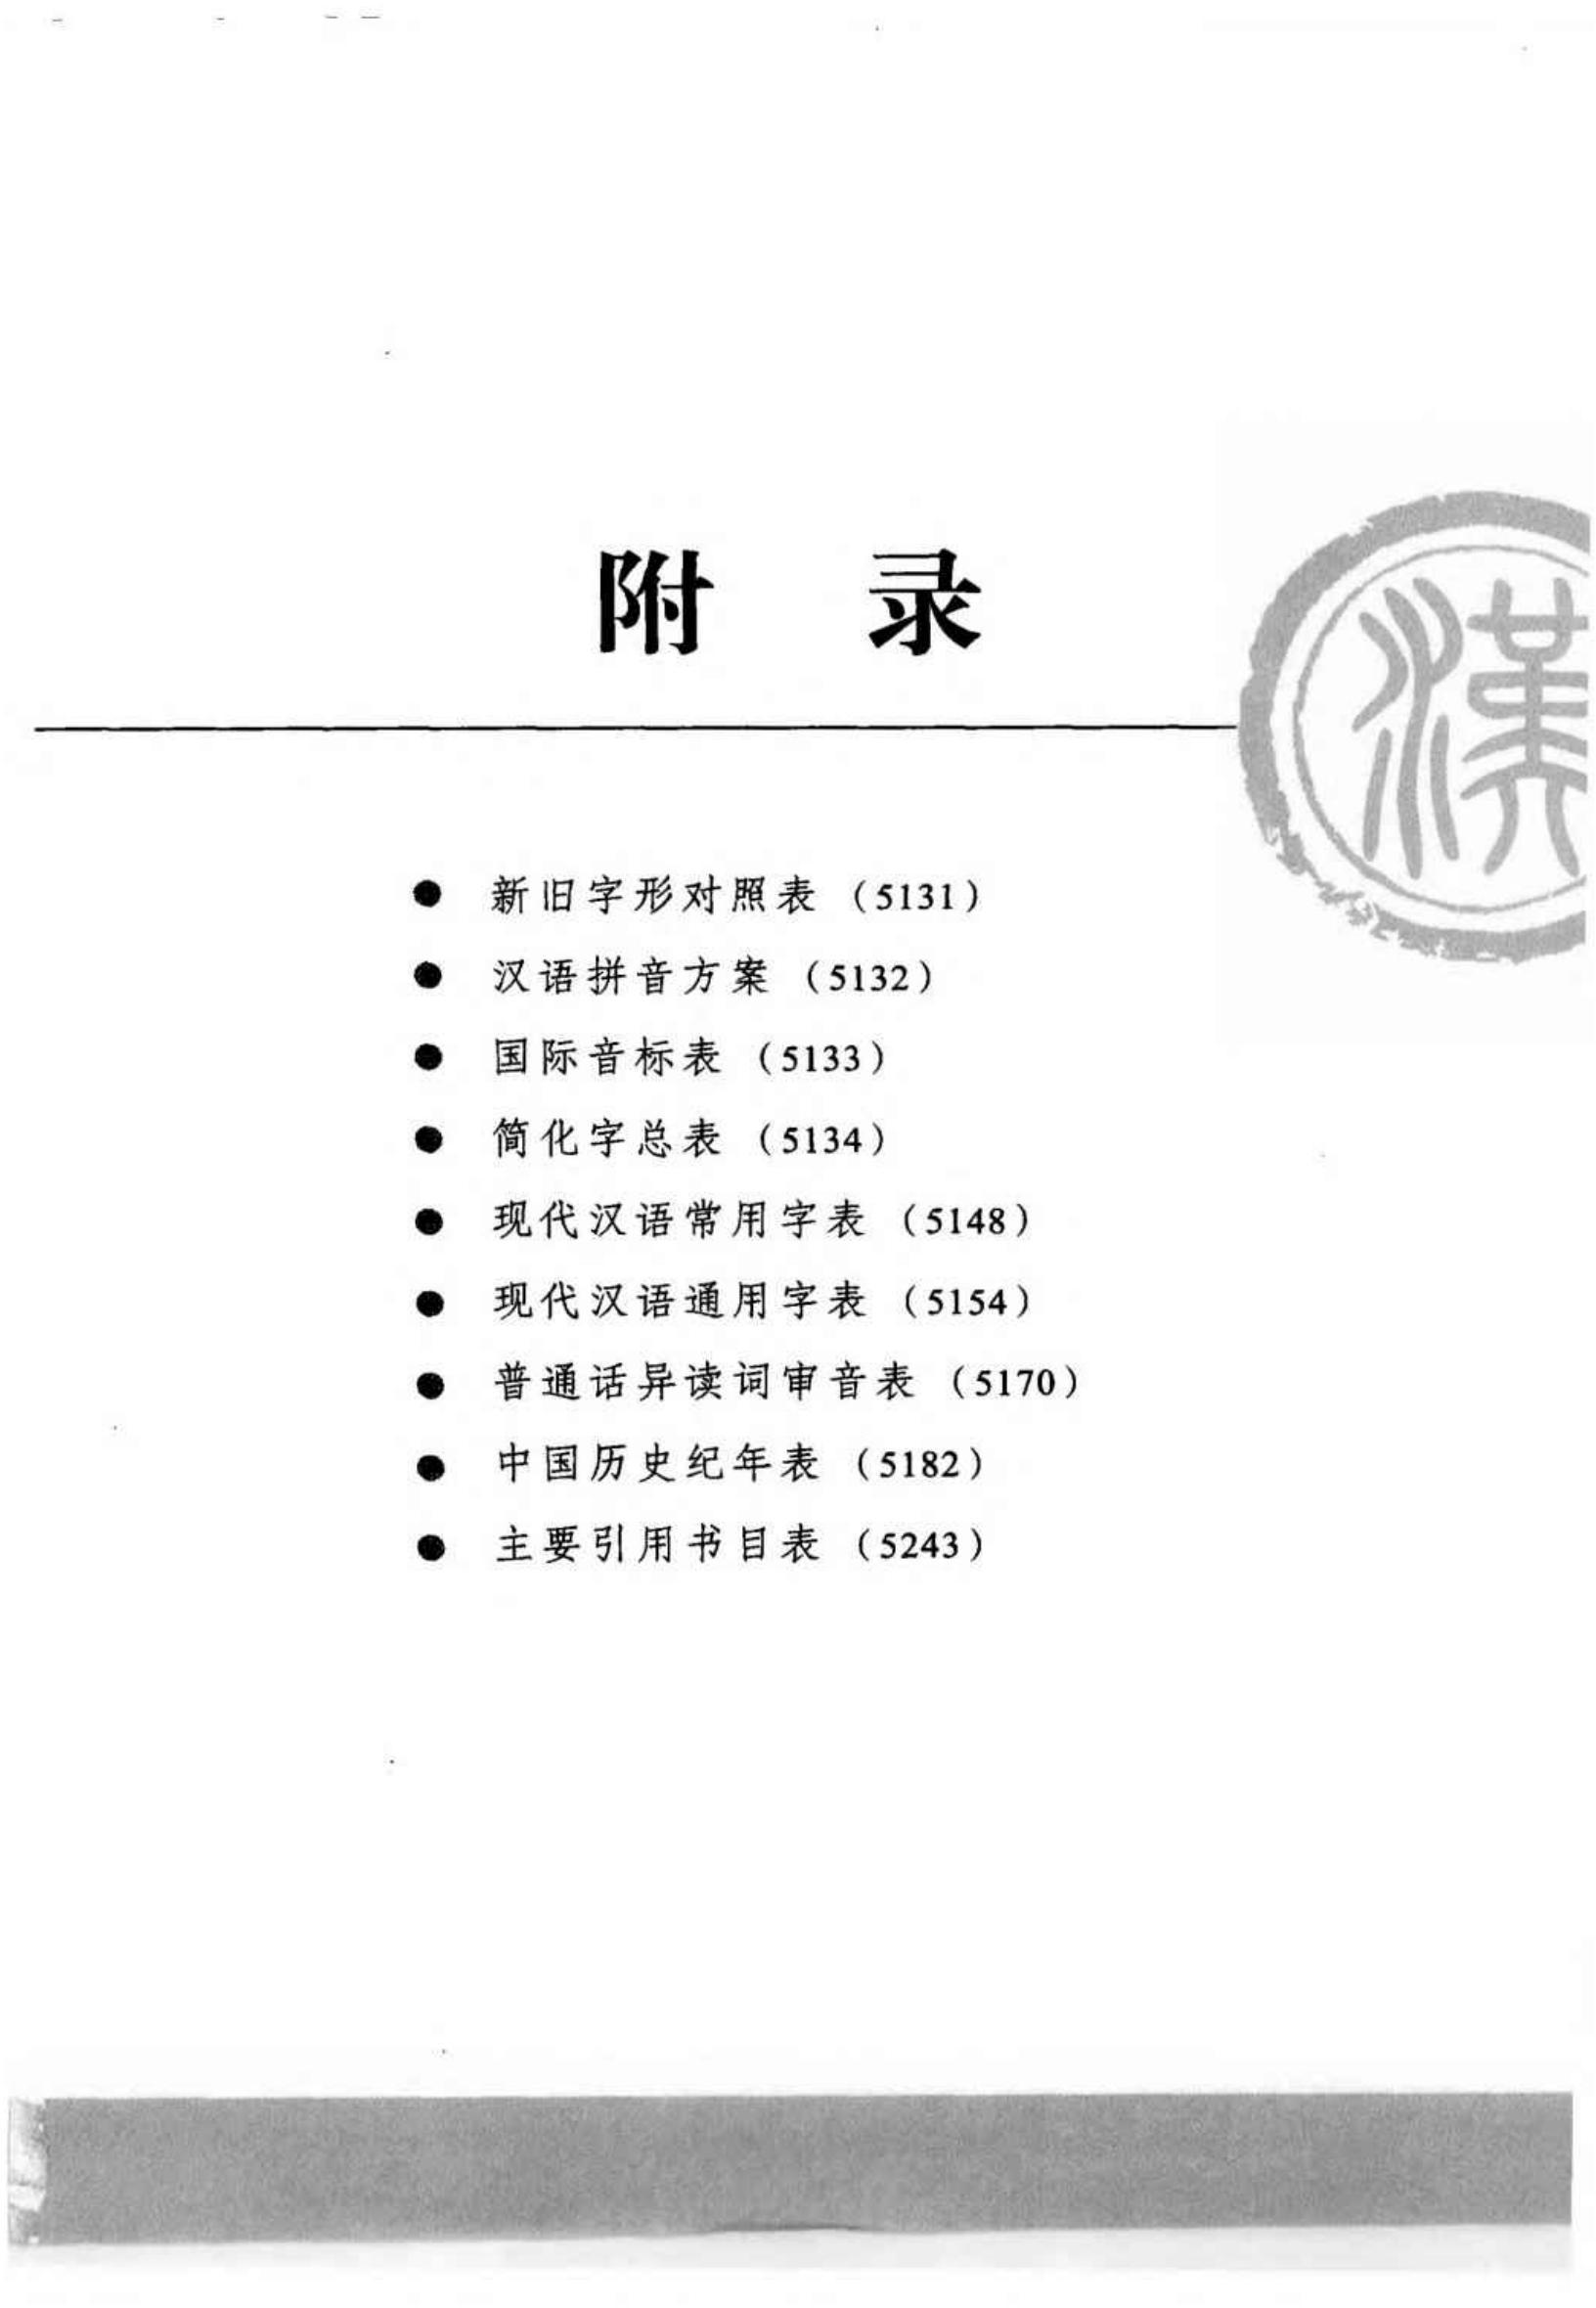 附 录
漢
● 新旧字形对照表（5131）
● 汉语拼音方案（5132）
● 国际音标表（5133）
● 简化字总表（5134）
● 现代汉语常用字表（5148）
● 现代汉语通用字表（5154）
● 普通话异读词审音表（5170）
● 中国历史纪年表（5182）
● 主要引用书目表（5243）